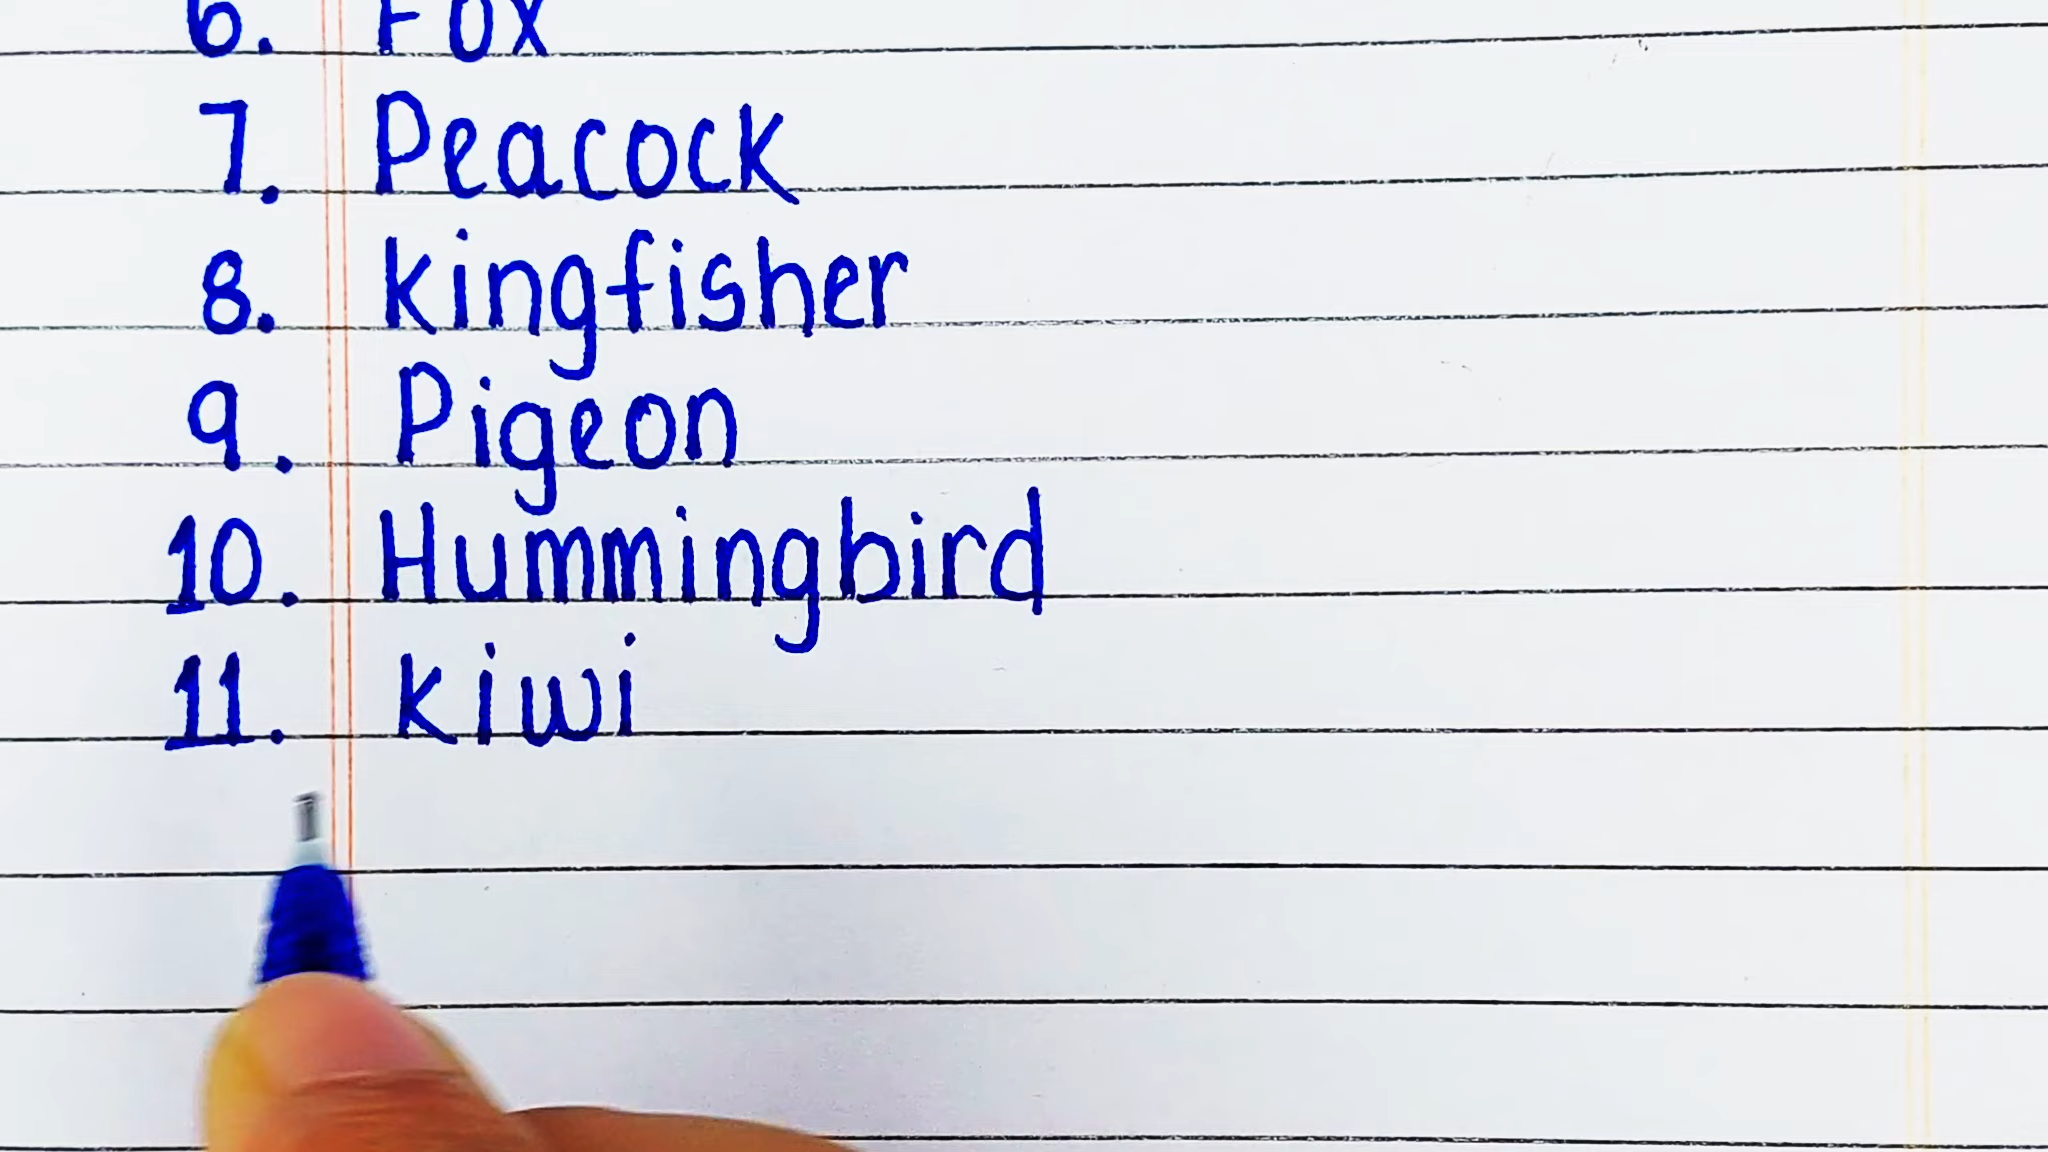 6. Fox
7. Peacock
8. kingfisher
9. Pigeon
10. Hummingbird
11. kiwi